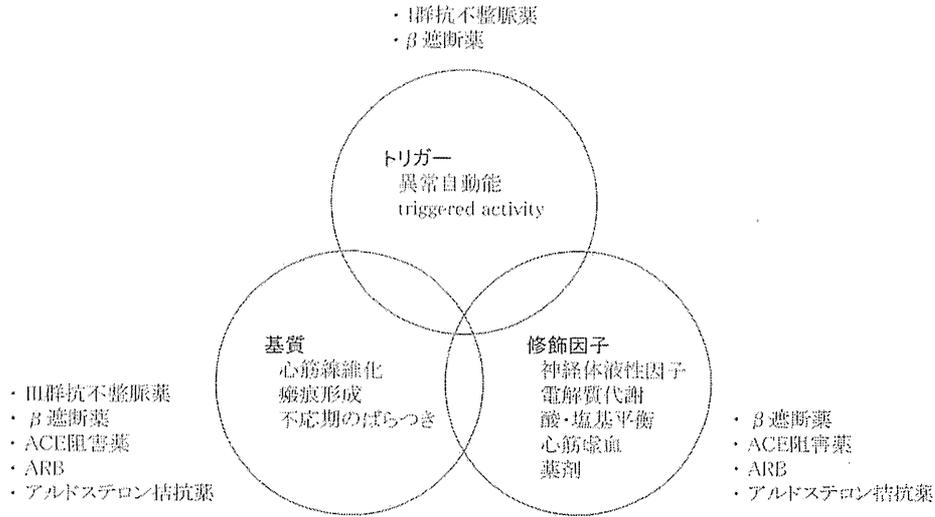 ・I群抗不整脈薬
・β遮断薬
トリガー
異常自動能
triggered activity
基質
心筋線維化
瘢痕形成
不応期のばらつき
修飾因子
神経体液性因子
電解質代謝
酸・塩基平衡
心筋虚血
薬剤
・III群抗不整脈薬
・β遮断薬
・ACE阻害薬
・ARB
・アルドステロン拮抗薬
・β遮断薬
・ACE阻害薬
・ARB
・アルドステロン拮抗薬